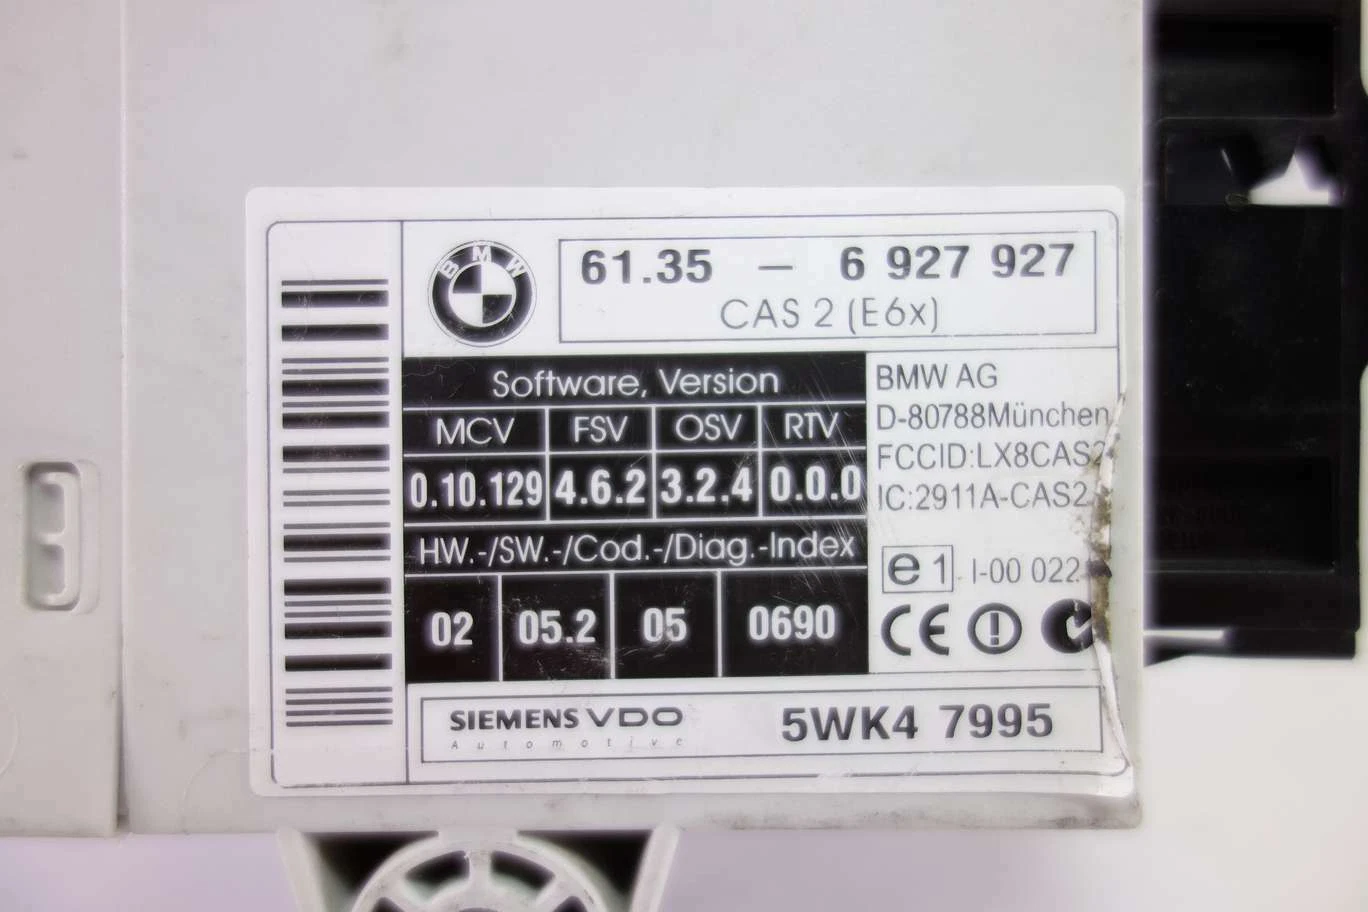 BMW
61.35 – 6 927 927
CAS 2 (E6x)
Software, Version
MCV FSV OSV RTV
0.10.129 4.6.2 3.2.4 0.0.0
HW.-/SW.-/Cod.-/Diag.-Index
02 05.2 05 0690
BMW AG
D-80788München
FCCID:LX8CAS2
IC:2911A-CAS2
e1 I-00 022
CE
SIEMENS VDO
Automotive
5WK4 7995